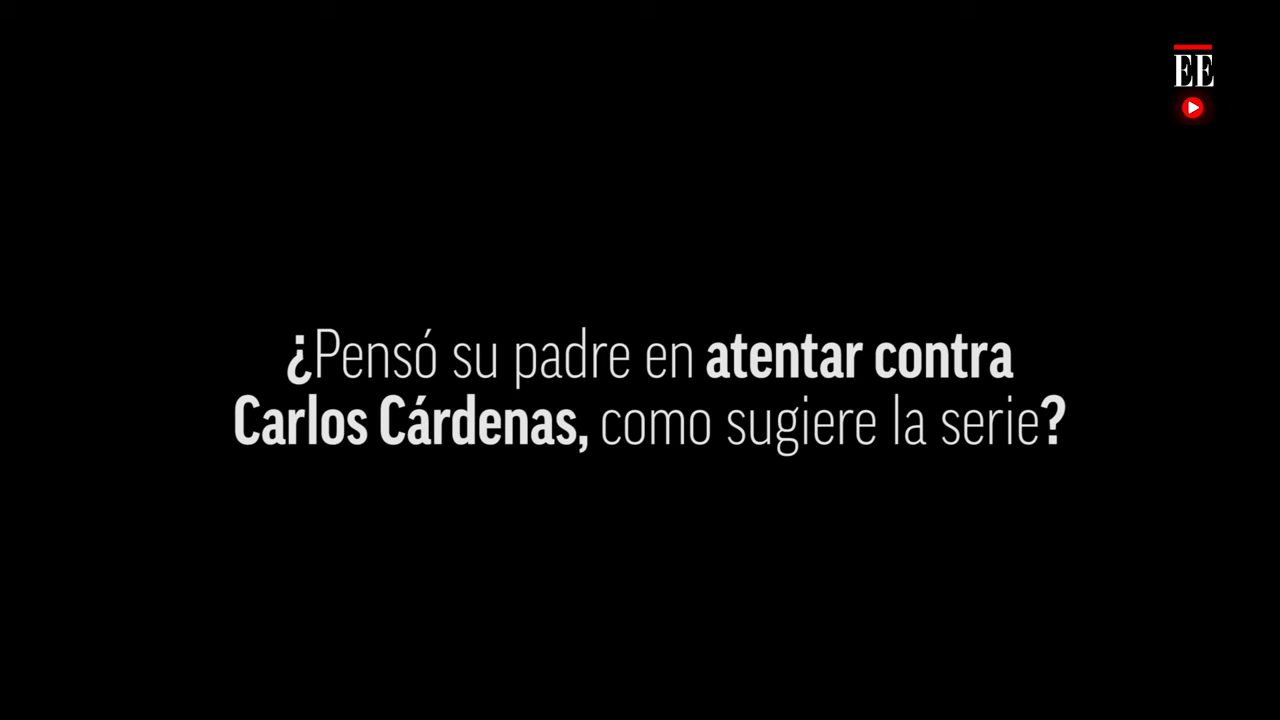 EE
¿Pensó su padre en atentar contra
Carlos Cárdenas, como sugiere la serie?